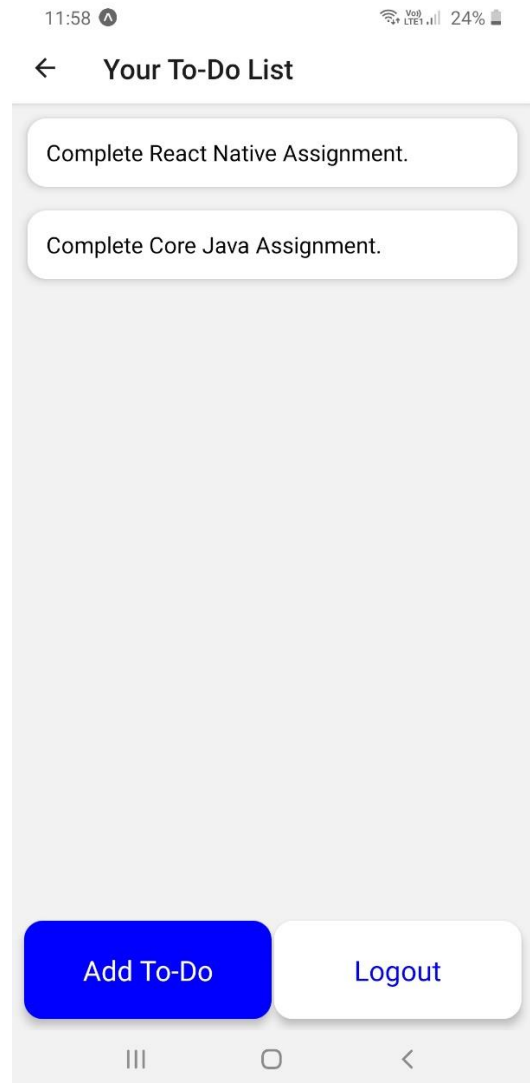 11:58 24%
Your To-Do List
Complete React Native Assignment.
Complete Core Java Assignment.
Add To-Do Logout